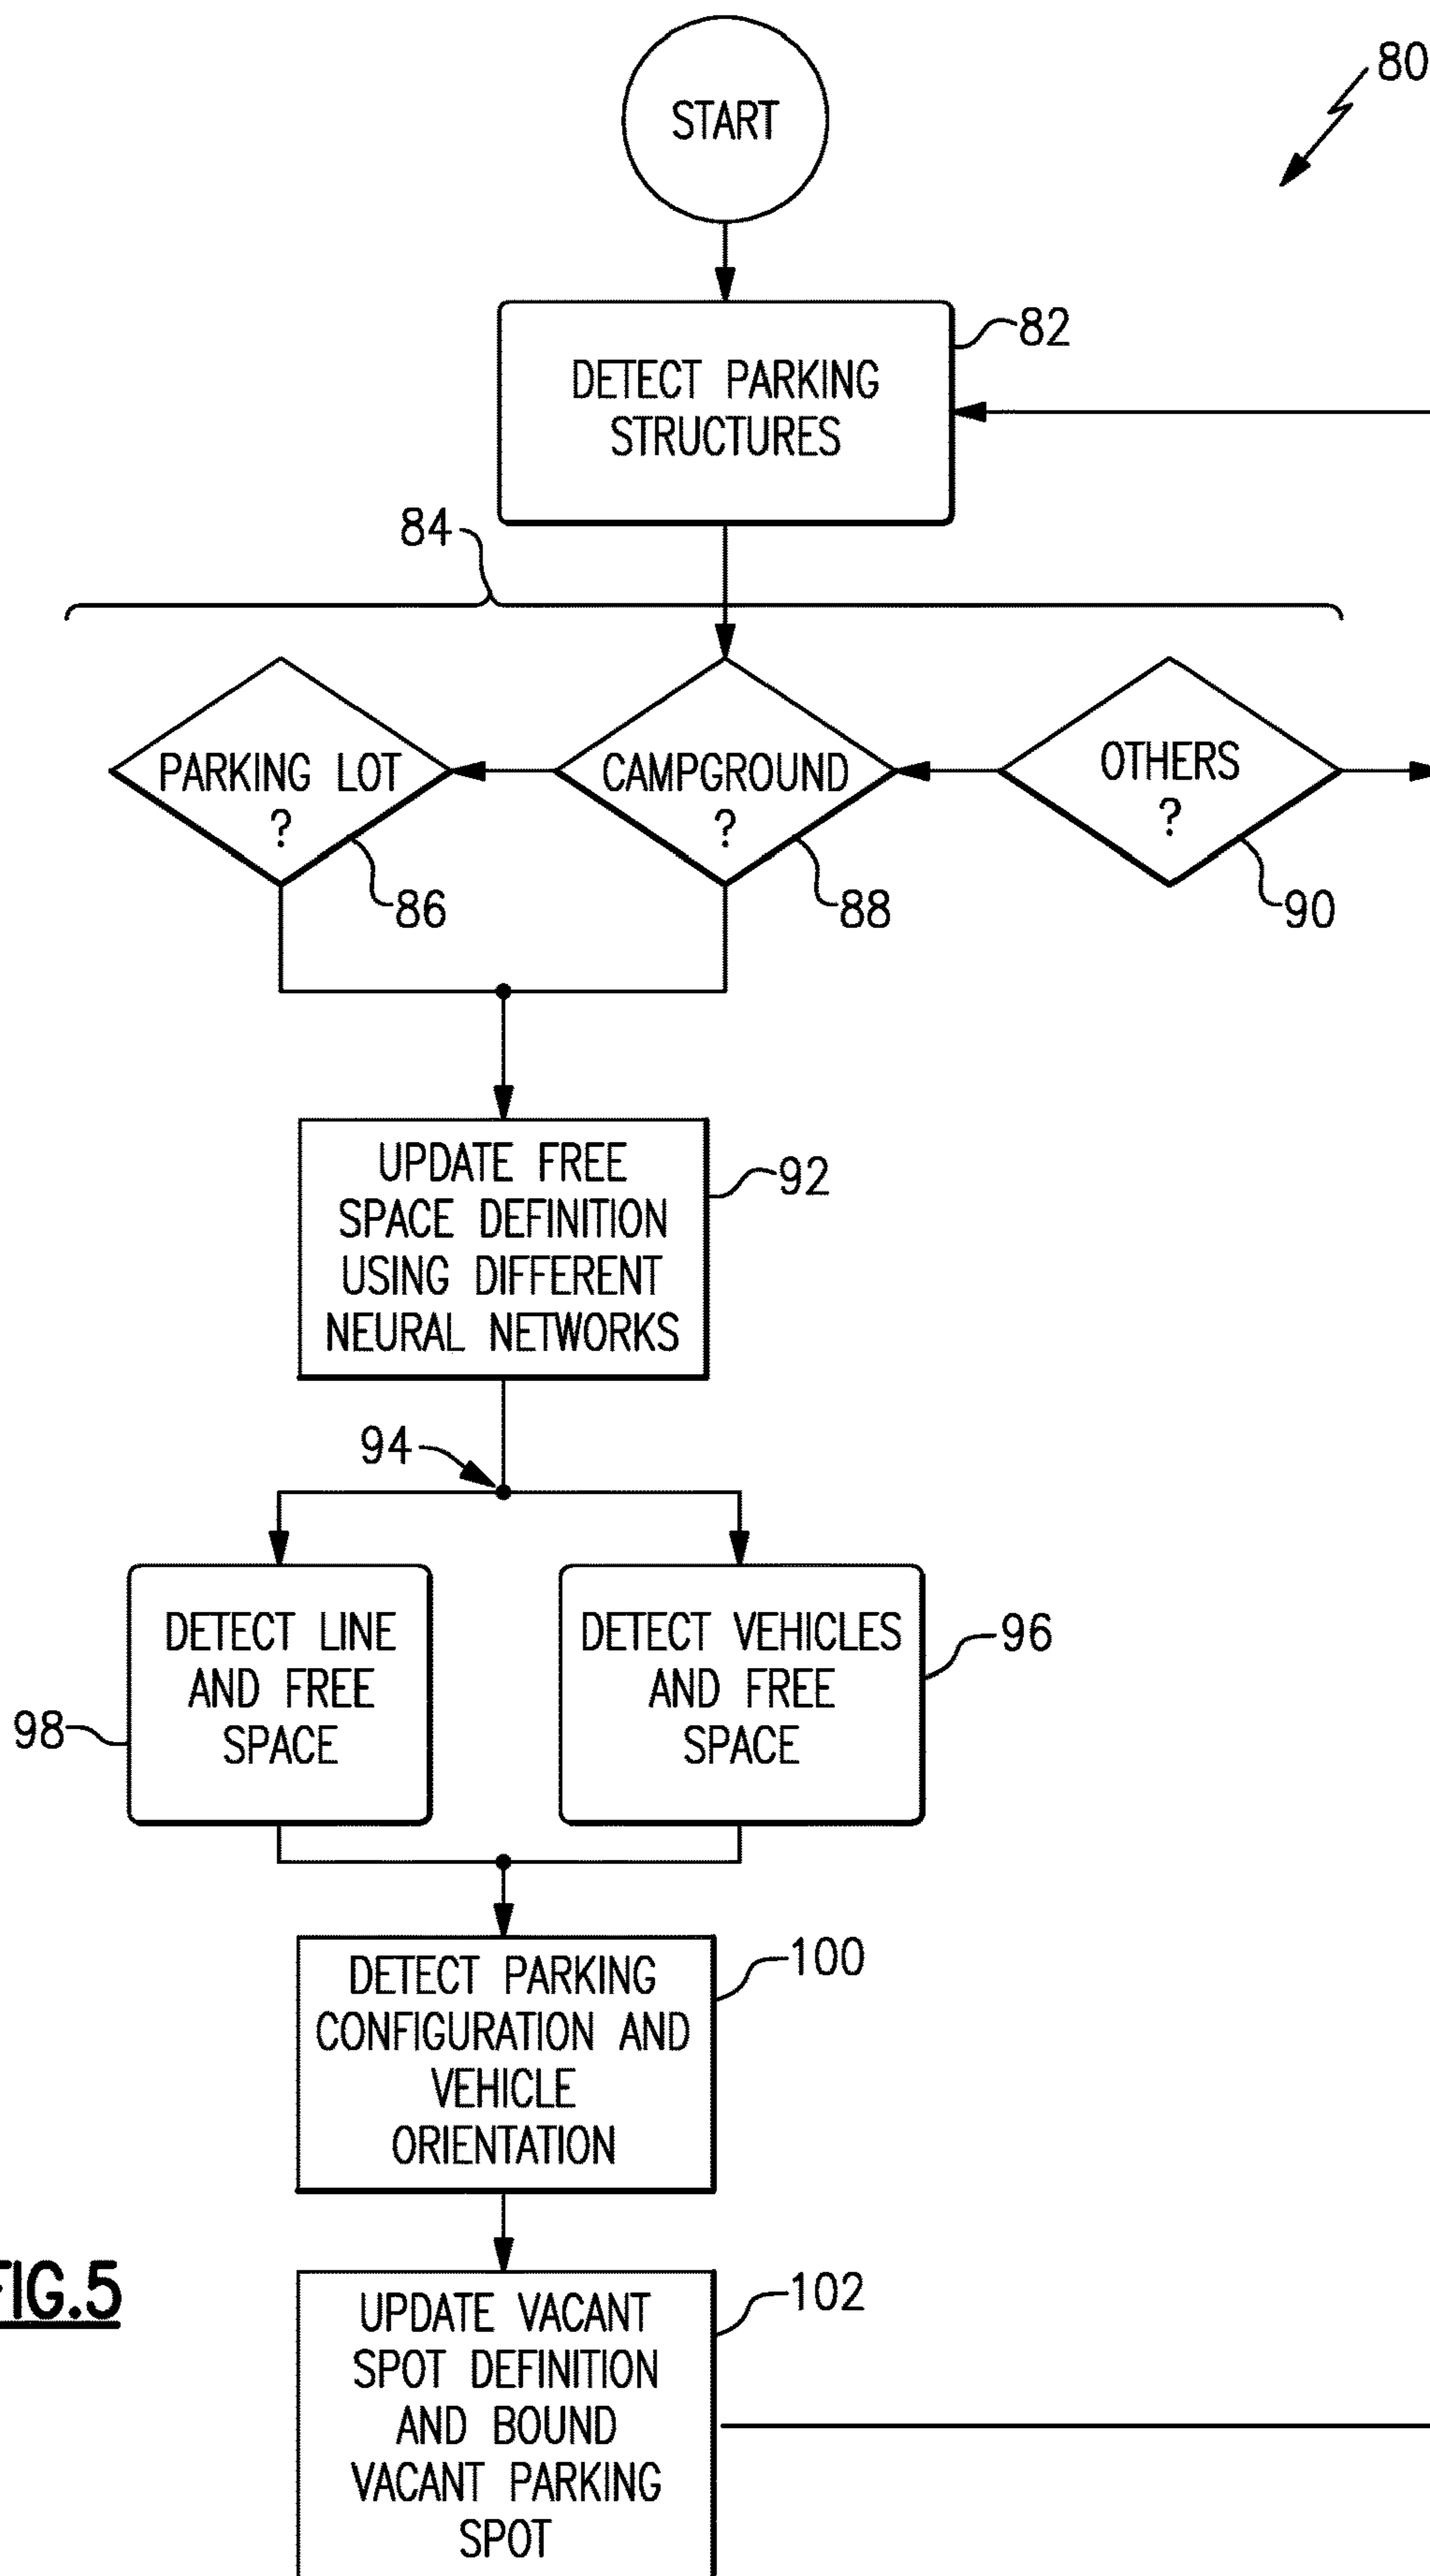 START
80
DETECT PARKING
STRUCTURES
82
84
PARKING LOT
?
86
CAMPGROUND
?
88
OTHERS
?
90
UPDATE FREE
SPACE DEFINITION
USING DIFFERENT
NEURAL NETWORKS
92
94
DETECT LINE
AND FREE
SPACE
98
DETECT VEHICLES
AND FREE
SPACE
96
DETECT PARKING
CONFIGURATION AND
VEHICLE
ORIENTATION
100
FIG.5
UPDATE VACANT
SPOT DEFINITION
AND BOUND
VACANT PARKING
SPOT
102